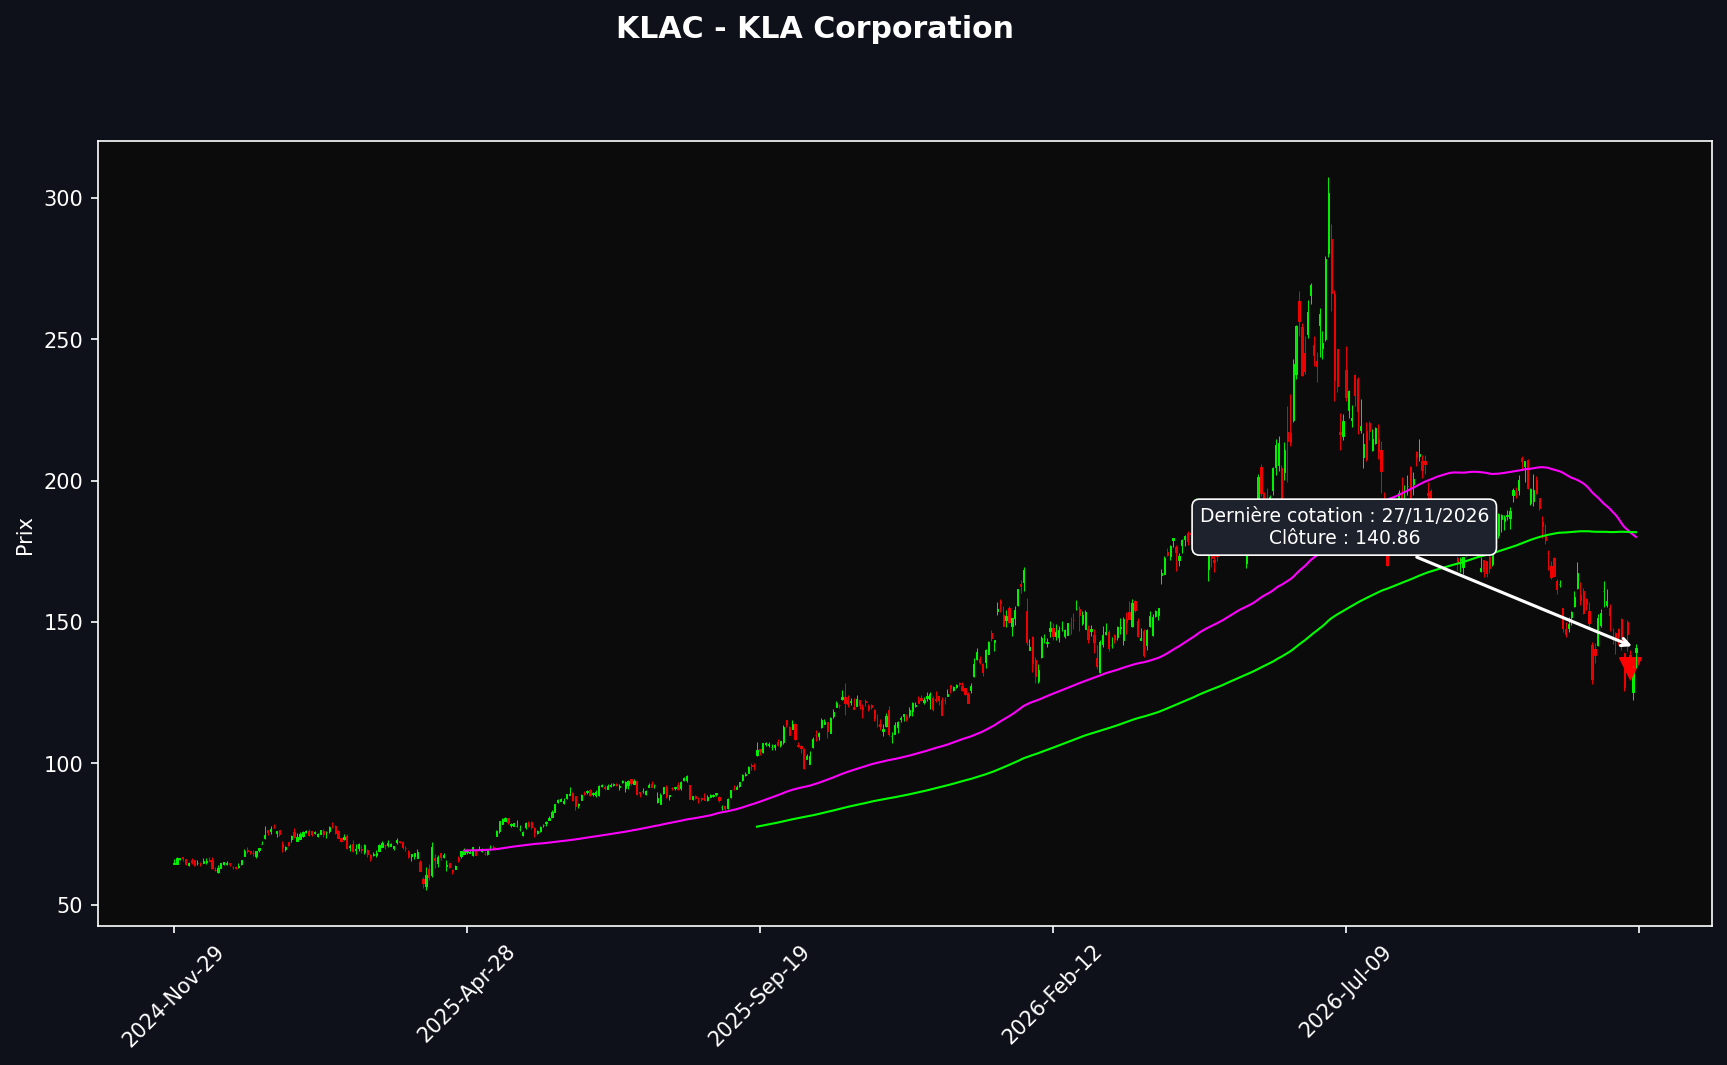 KLAC - KLA Corporation
300
250
200
150
100
50
Prix
Dernière cotation : 27/11/2026
Clôture : 140.86
2024-Nov-29
2025-Apr-28
2025-Sep-19
2026-Feb-12
2026-Jul-09